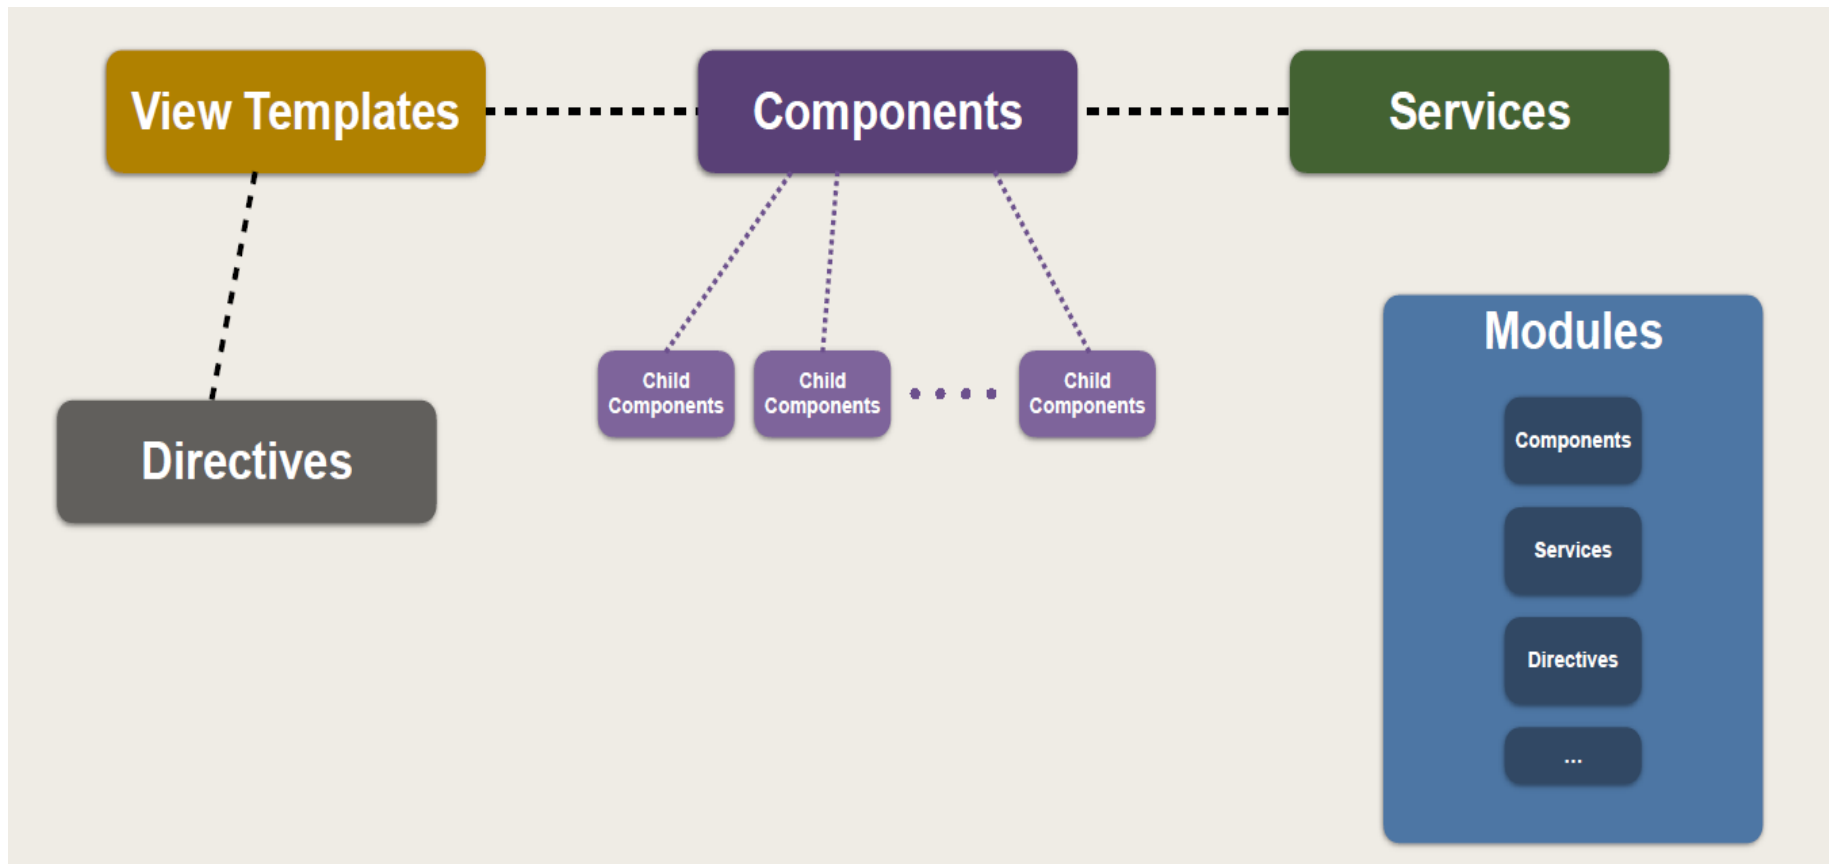 View Templates
Components
Services
Modules
Child
Components
Child
Components
Child
Components
Directives
Components
Services
Directives
...